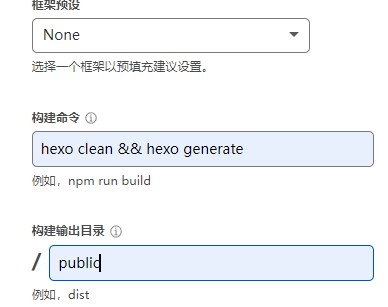 框架预设
None
选择一个框架以预填充建议设置。
构建命令
hexo clean && hexo generate
例如，npm run build
构建输出目录
/ public
例如，dist